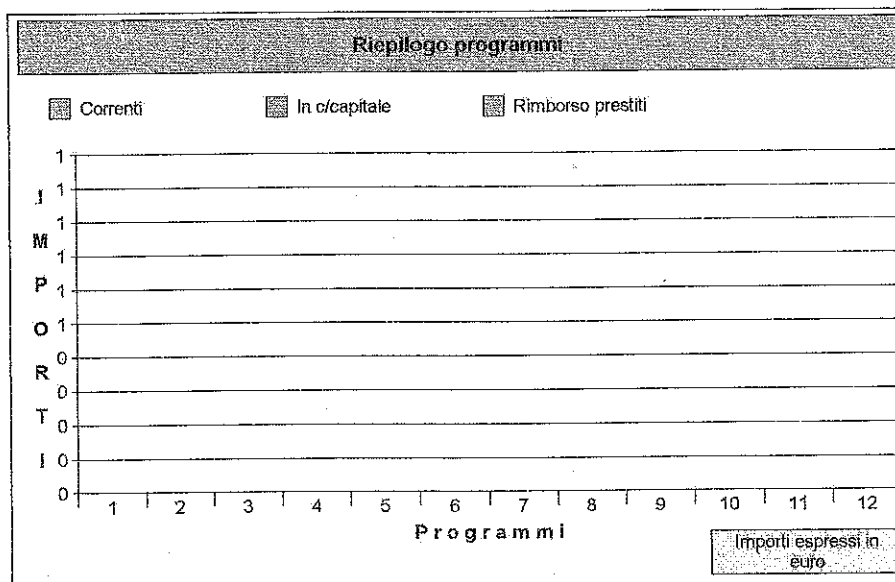 Riepilogo programmi
Correnti
In c/capitale
Rimborso prestiti
IMPORTI
1
1
1
1
1
1
0
0
0
0
0
1 2 3 4 5 6 7 8 9 10 11 12
Programmi
Importi espressi in
euro